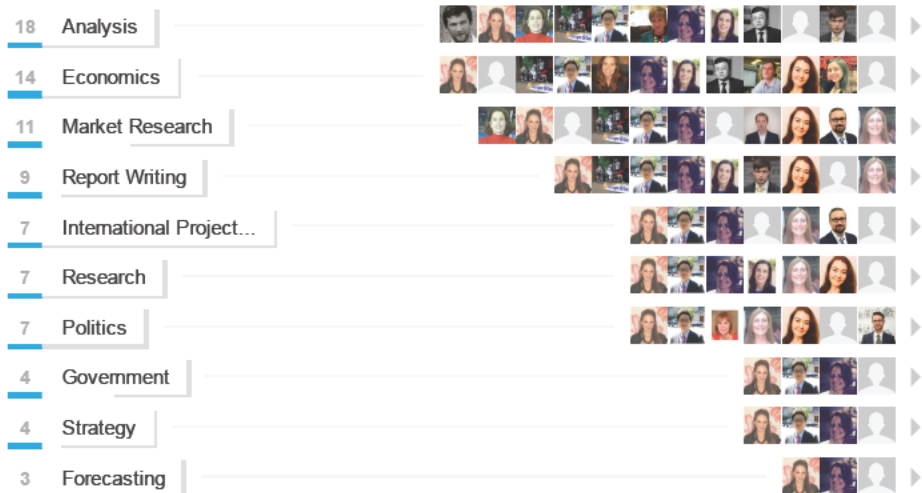 18 Analysis
14 Economics
11 Market Research
9 Report Writing
7 International Project...
7 Research
7 Politics
4 Government
4 Strategy
3 Forecasting